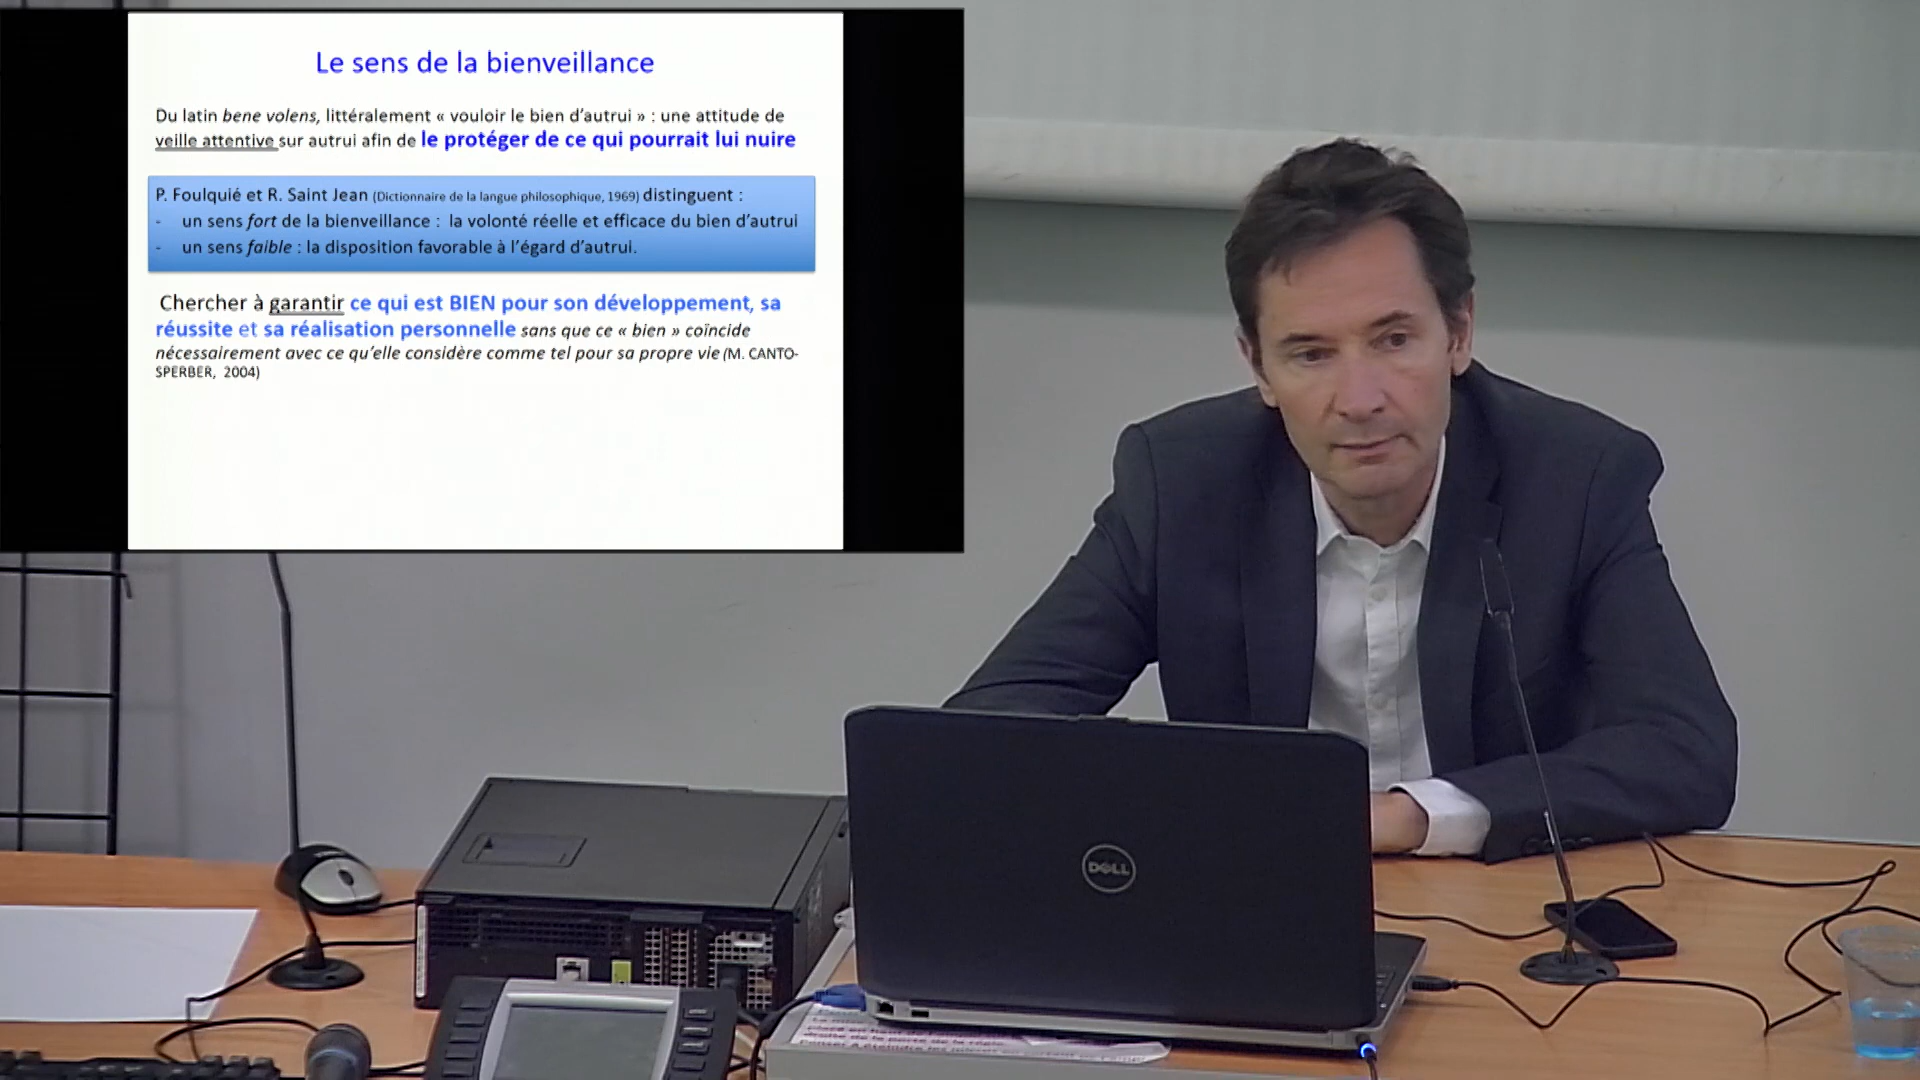 Le sens de la bienveillance
Du latin bene volens, littéralement « vouloir le bien d'autrui » : une attitude de
veille attentive sur autrui afin de le protéger de ce qui pourrait lui nuire
P. Foulquié et R. Saint Jean (Dictionnaire de la langue philosophique, 1969) distinguent :
- un sens fort de la bienveillance : la volonté réelle et efficace du bien d'autrui
- un sens faible : la disposition favorable à l'égard d'autrui.
Chercher à garantir ce qui est BIEN pour son développement, sa
réussite et sa réalisation personnelle sans que ce « bien » coïncide
nécessairement avec ce qu'elle considère comme tel pour sa propre vie (M. CANTO-
SPERBER, 2004)
DELL